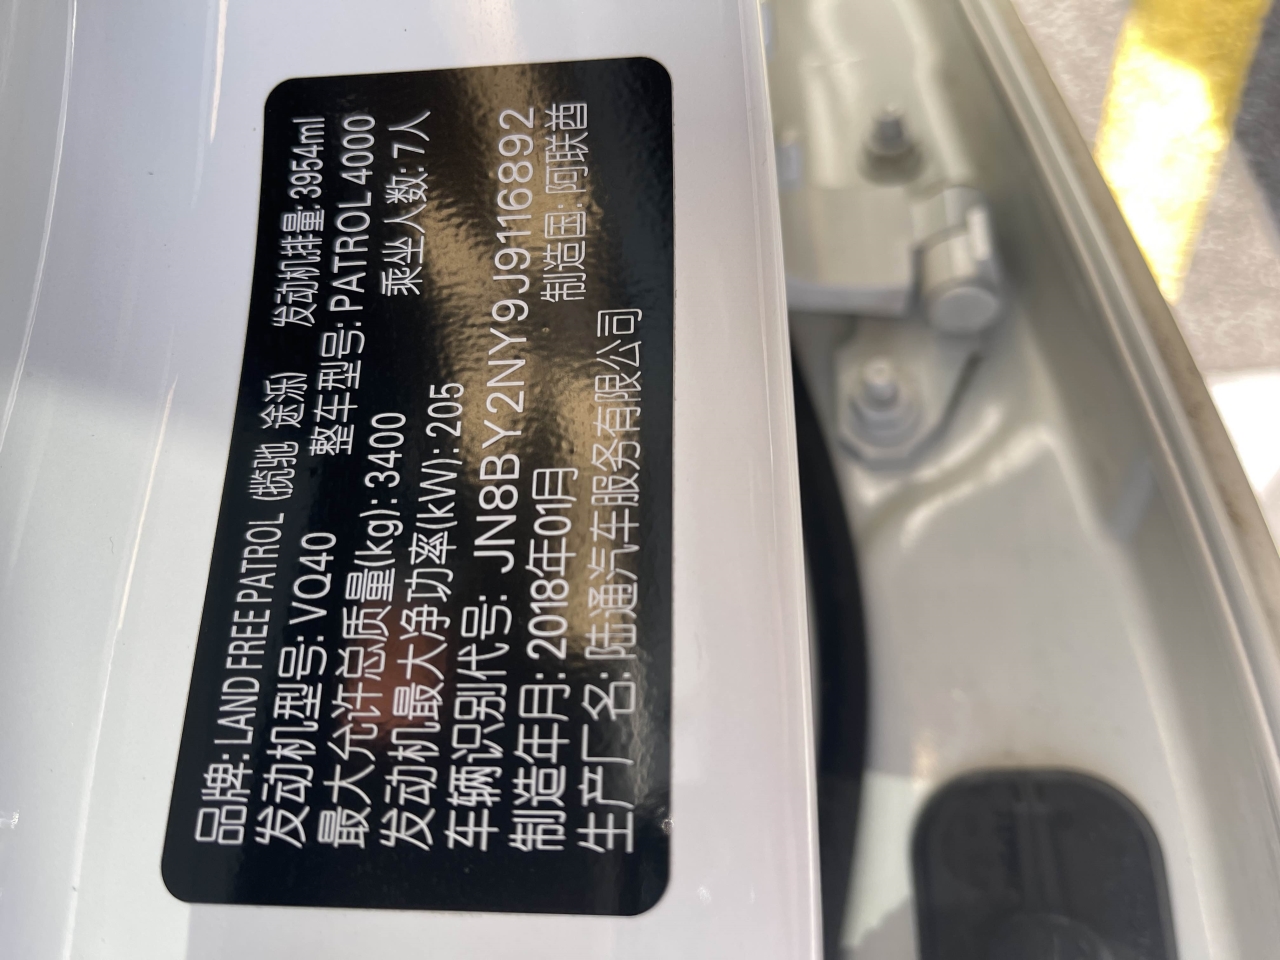 品牌: LAND FREE PATROL (揽驰 途泺) 发动机排量: 3954ml
发动机型号: VQ40 整车型号: PATROL 4000
最大允许总质量(kg): 3400 乘坐人数: 7人
发动机最大净功率(kW): 205
车辆识别代号: JN8BY2NY9J9116892
制造年月: 2018年01月 制造国: 阿联酋
生产厂名: 陆通汽车服务有限公司